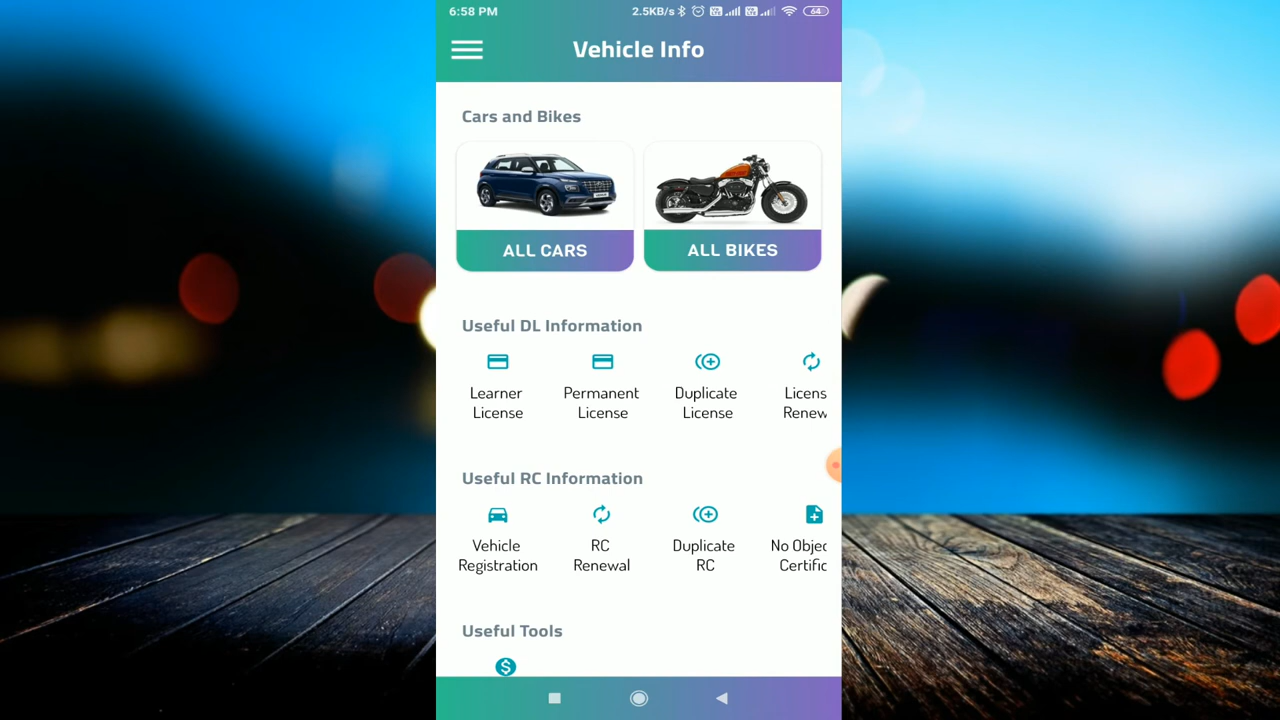 6:58 PM
2.5KB/s
64
Vehicle Info
Cars and Bikes
ALL CARS
ALL BIKES
Useful DL Information
Learner
License
Permanent
License
Duplicate
License
Licens
Renew
Useful RC Information
Vehicle
Registration
RC
Renewal
Duplicate
RC
No Objec
Certific
Useful Tools
$